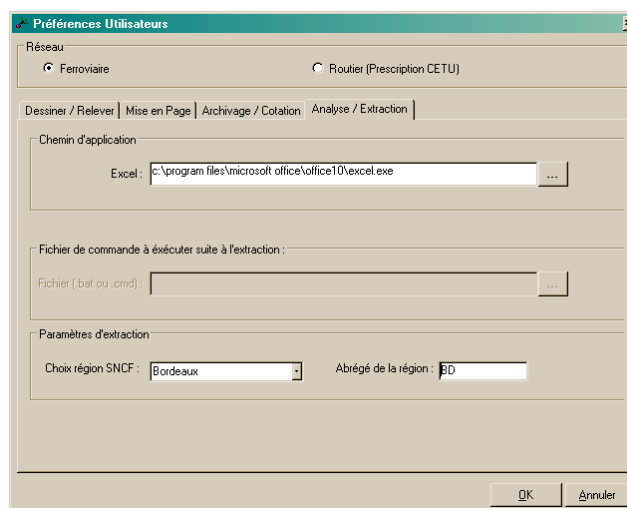 Préférences Utilisateurs
Réseau
Ferroviaire
Routier (Prescription CETU)
Dessiner / Relever
Mise en Page
Archivage / Cotation
Analyse / Extraction
Chemin d'application
Excel :
c:\program files\microsoft office\office10\excel.exe
...
Fichier de commande à éxécuter suite à l'extraction :
Fichier (.bat ou .cmd) :
...
Paramètres d'extraction
Choix région SNCF :
Bordeaux
Abrégé de la région :
BD
OK
Annuler